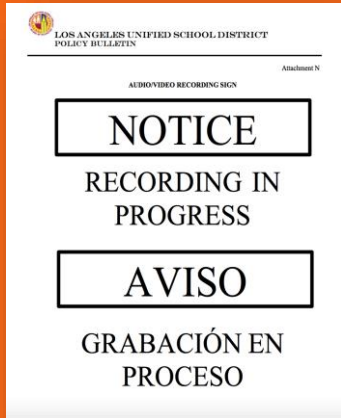 LOS ANGELES UNIFIED SCHOOL DISTRICT
POLICY BULLETIN
Attachment N
AUDIO/VIDEO RECORDING SIGN
NOTICE
RECORDING IN
PROGRESS
AVISO
GRABACIÓN EN
PROCESO